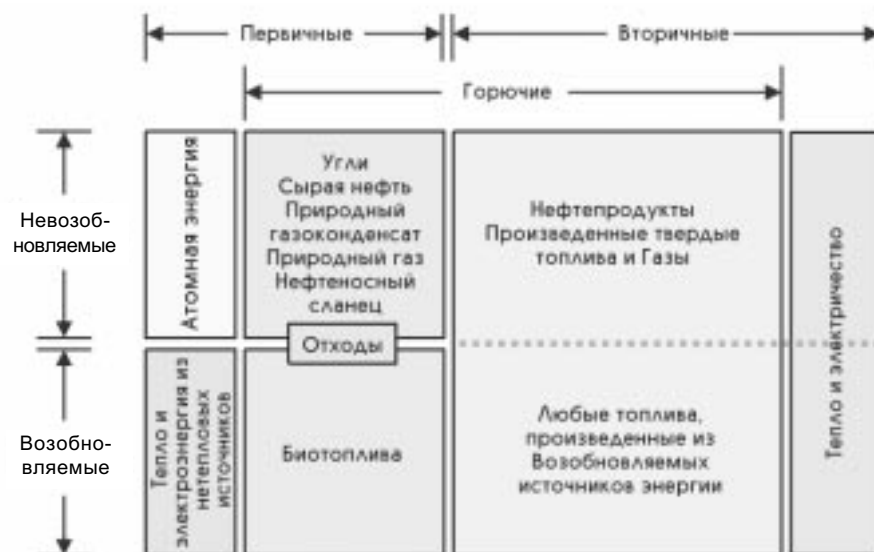 Первичные
Вторичные
Горючие
Невозоб-
новляемые
Атомная энергия
Угли
Сырая нефть
Природный
газоконденсат
Природный газ
Нефтеносный
сланец
Нефтепродукты
Произведенные твердые
топлива и Газы
Тепло и электричество
Отходы
Возобно-
вляемые
Тепло и
электроэнергия из
нетепловых
источников
Биотоплива
Любые топлива,
произведенные из
Возобновляемых
источников энергии